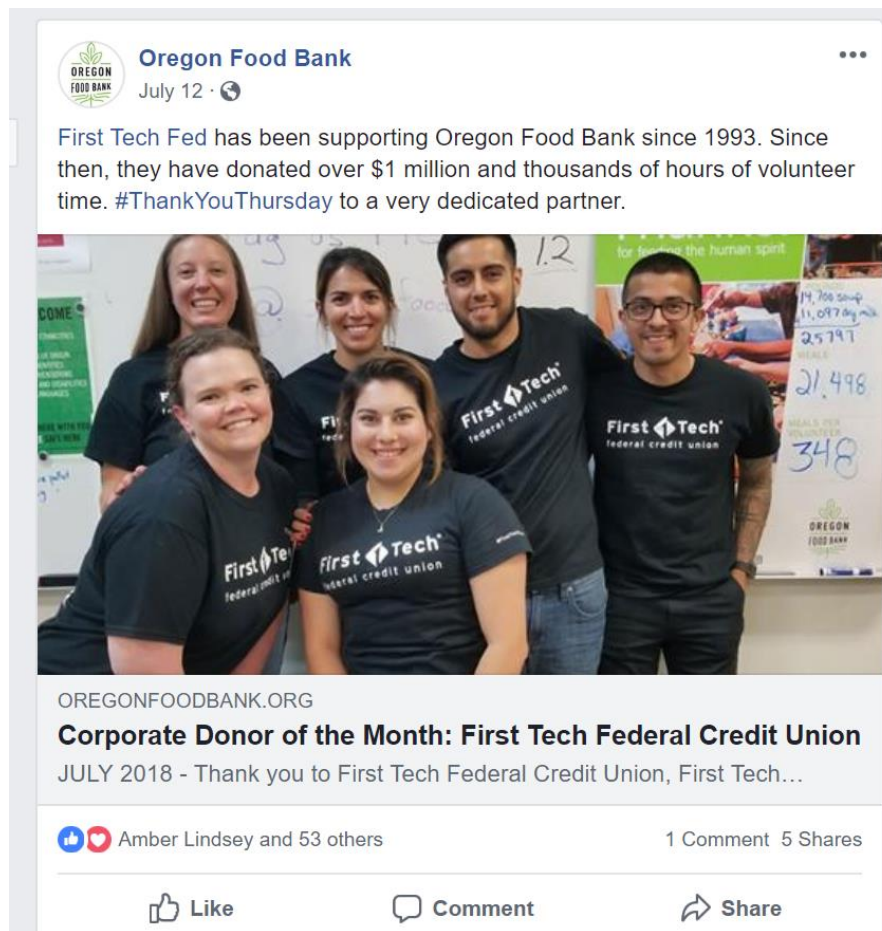 OREGON
FOOD BANK
Oregon Food Bank
July 12 ·
First Tech Fed has been supporting Oregon Food Bank since 1993. Since
then, they have donated over $1 million and thousands of hours of volunteer
time. #ThankYouThursday to a very dedicated partner.
1.2
for feeding the human spirit
COME
14,700 soup
11,097 dry milk
25797
MEALS
21,498
MEALS PER
VOLUNTEER
348
First Tech
federal credit union
First Tech
federal credit union
First Te
federal credit un
First Tech
federal credit union
OREGON
FOOD BANK
OREGONFOODBANK.ORG
Corporate Donor of the Month: First Tech Federal Credit Union
JULY 2018 - Thank you to First Tech Federal Credit Union, First Tech…
Amber Lindsey and 53 others
1 Comment 5 Shares
Like
Comment
Share